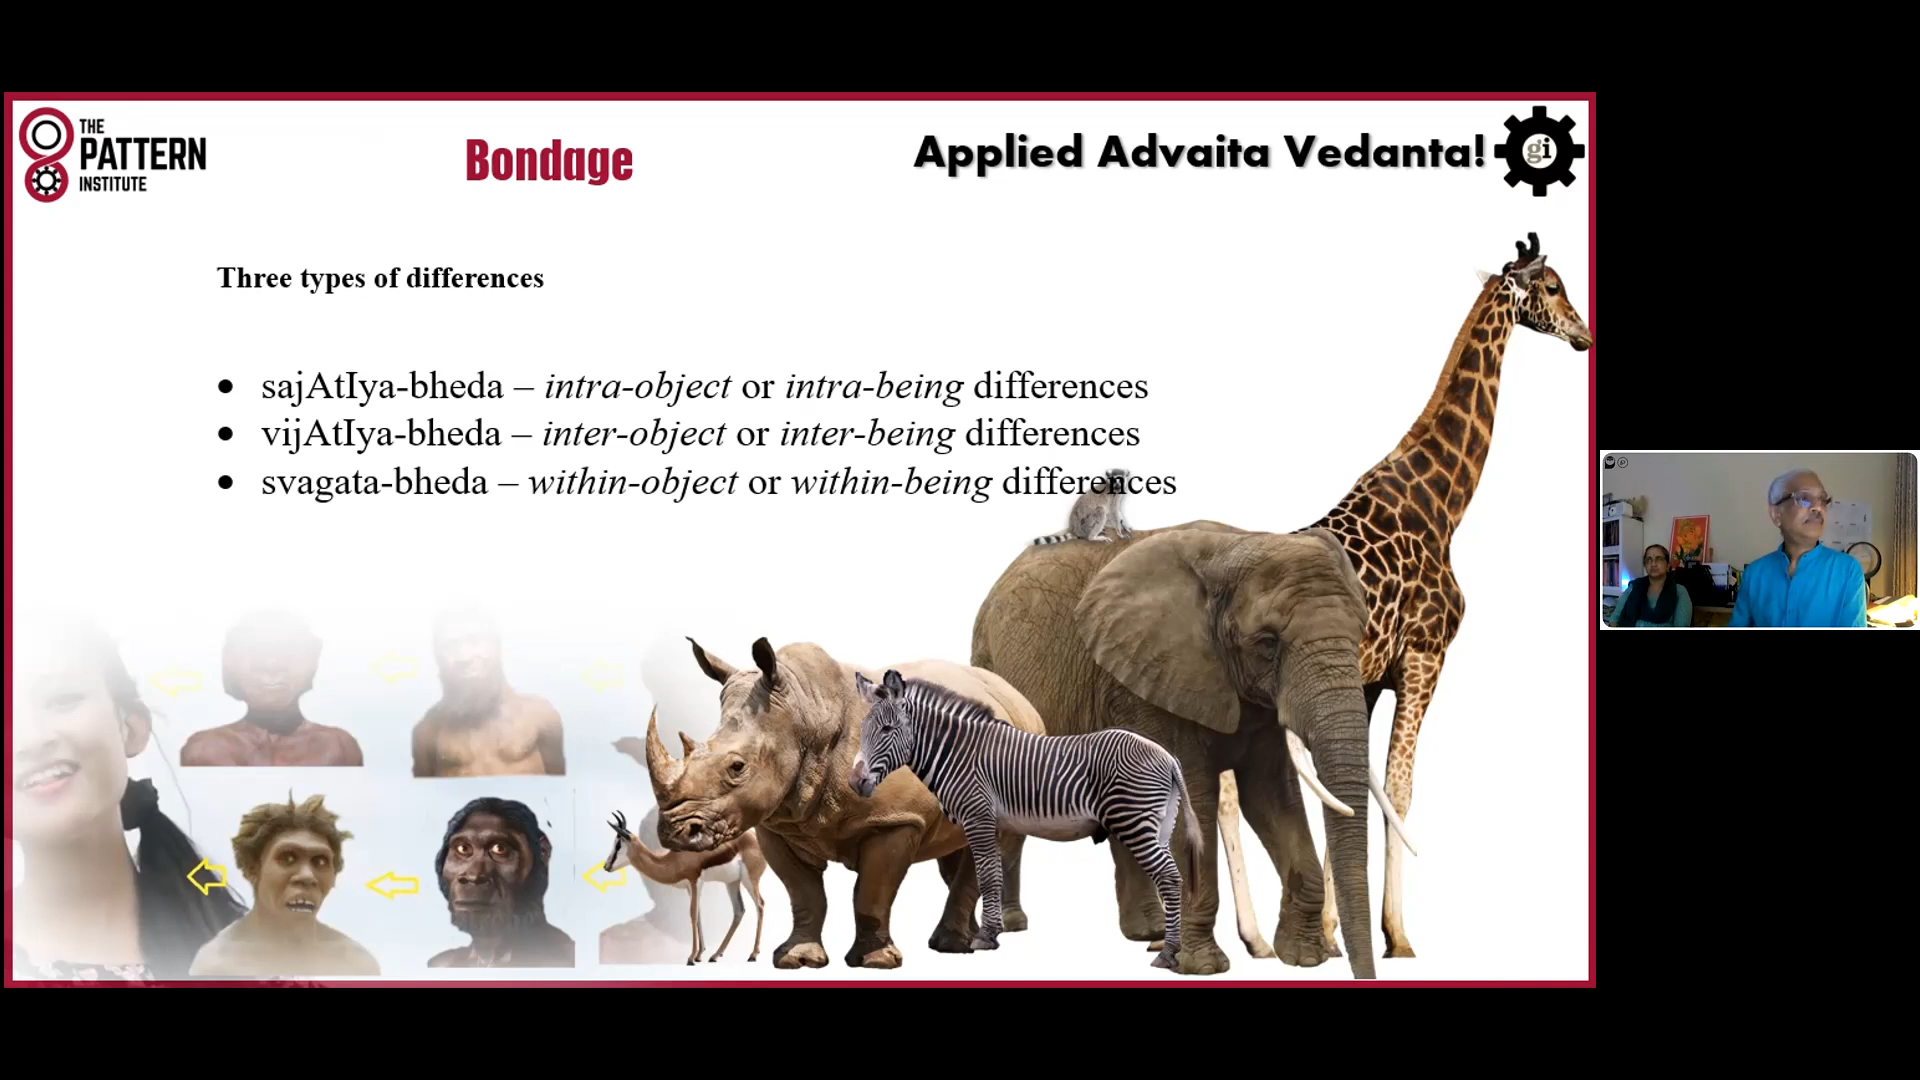 THE
PATTERN
INSTITUTE
Bondage
Applied Advaita Vedanta!
gi
Three types of differences
• sajAtIya-bheda – intra-object or intra-being differences
• vijAtIya-bheda – inter-object or inter-being differences
• svagata-bheda – within-object or within-being differences